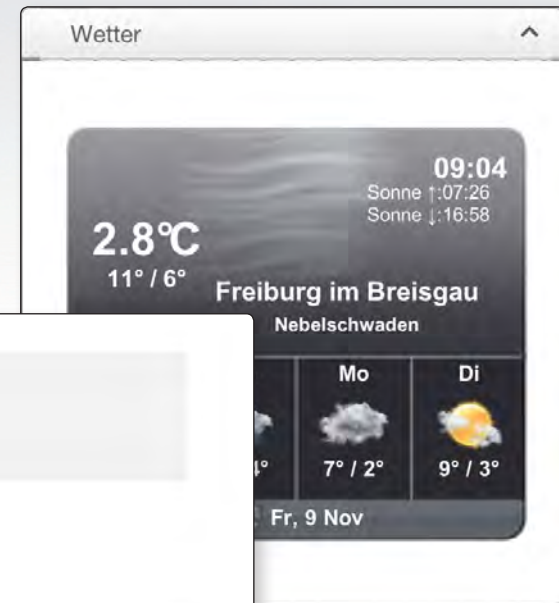 Wetter
09:04
Sonne ↑:07:26
Sonne ↓:16:58
2.8°C
11° / 6°
Freiburg im Breisgau
Nebelschwaden
Mo
Di
4°
7° / 2°
9° / 3°
Fr, 9 Nov